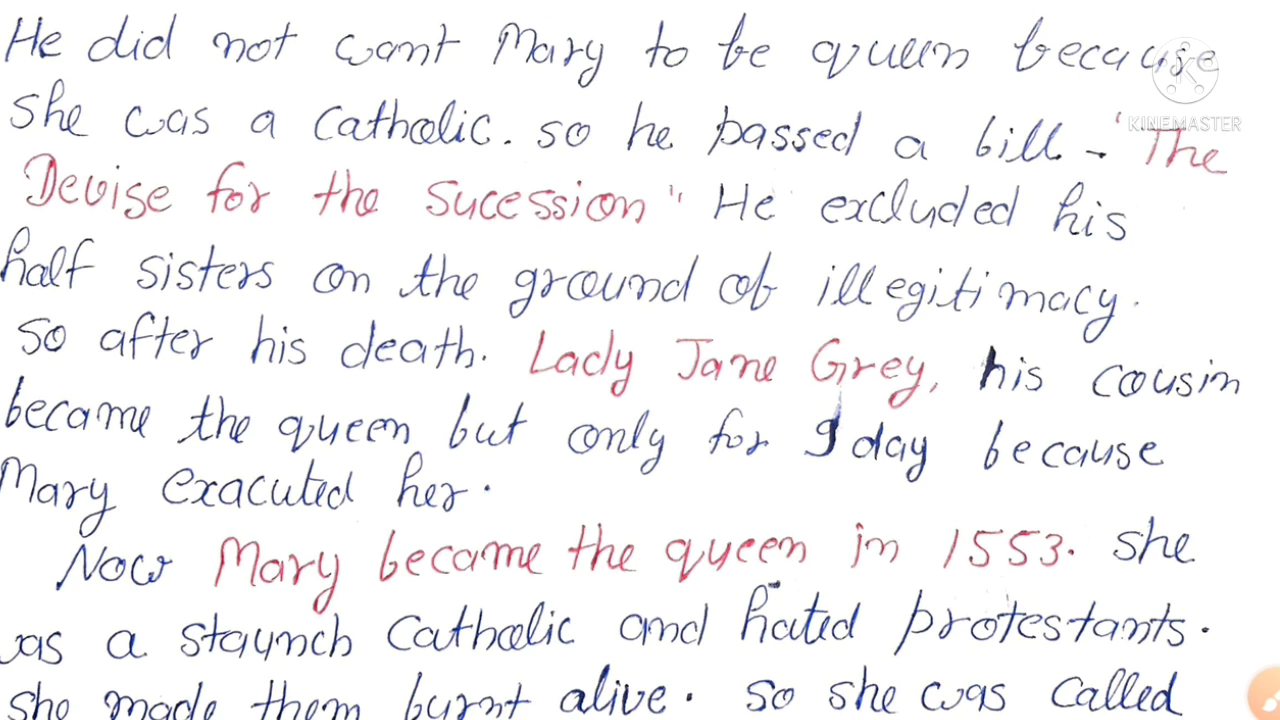 He did not want Mary to be queen because
she was a catholic. so he passed a bill - 'The
Devise for the sucession" He excluded his
half sisters on the ground of illegitimacy.
so after his death. Lady Jane Grey, his cousin
became the queen but only for 9 day because
Mary exacuted her.
Now Mary became the queen in 1553. she
was a staynch catholic and hated protestants.
she made them burnt alive. so she was called
KINEMASTER